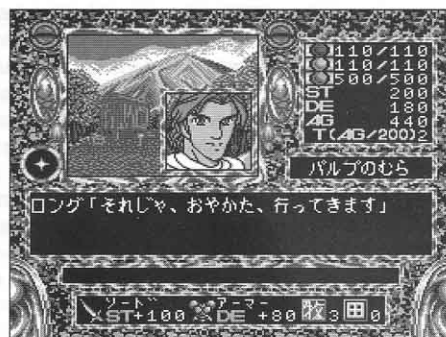 110/110
110/110
500/500
ST 200
DE 180
AG 440
T(AG/200)2
パルプのむら
ロング「それじゃ、おやかた、行ってきます」
ソード アーマー
ST+100 DE +80 牧3 田0